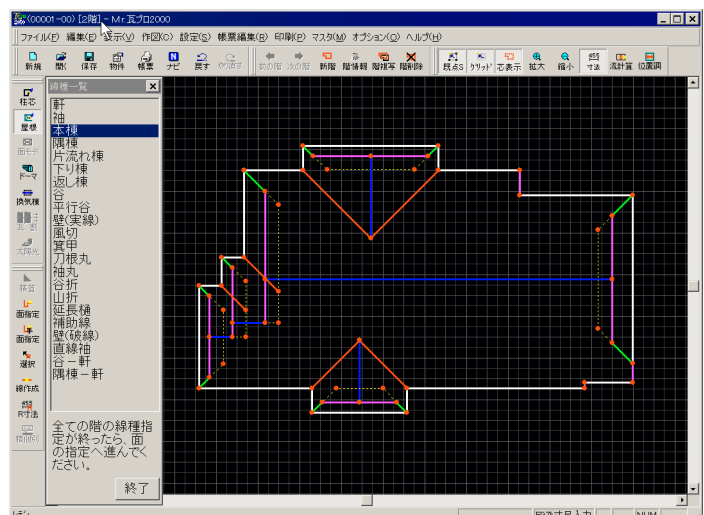 (00001-00) [2階] - Mr.瓦プロ2000
ファイル(F) 編集(E) 表示(V) 作図(C) 設定(S) 帳票編集(R) 印刷(P) マスタ(M) オプション(O) ヘルプ(H)
新規 開く 保存 物件 帳票 ナビ 戻す やり直す 前の階 次の階 新階 階情報 階複写 階削除 既点S グリッド 芯表示 拡大 縮小 寸法 流計算 位置調
線種一覧
柱芯
屋根
面モドキ
ドーマ
換気棟
瓦 割
太陽光
積算
面指定
面指定
選択
線作成
R寸法
積個別
軒
袖
本棟
隅棟
片流れ棟
下り棟
返し棟
谷
平行谷
壁(実線)
風切
箕甲
刀根丸
袖丸
谷折
山折
延長樋
補助線
壁(破線)
直線袖
谷－軒
隅棟－軒
全ての階の線種指
定が終ったら、面
の指定へ進んでく
ださい。
終了
NUM